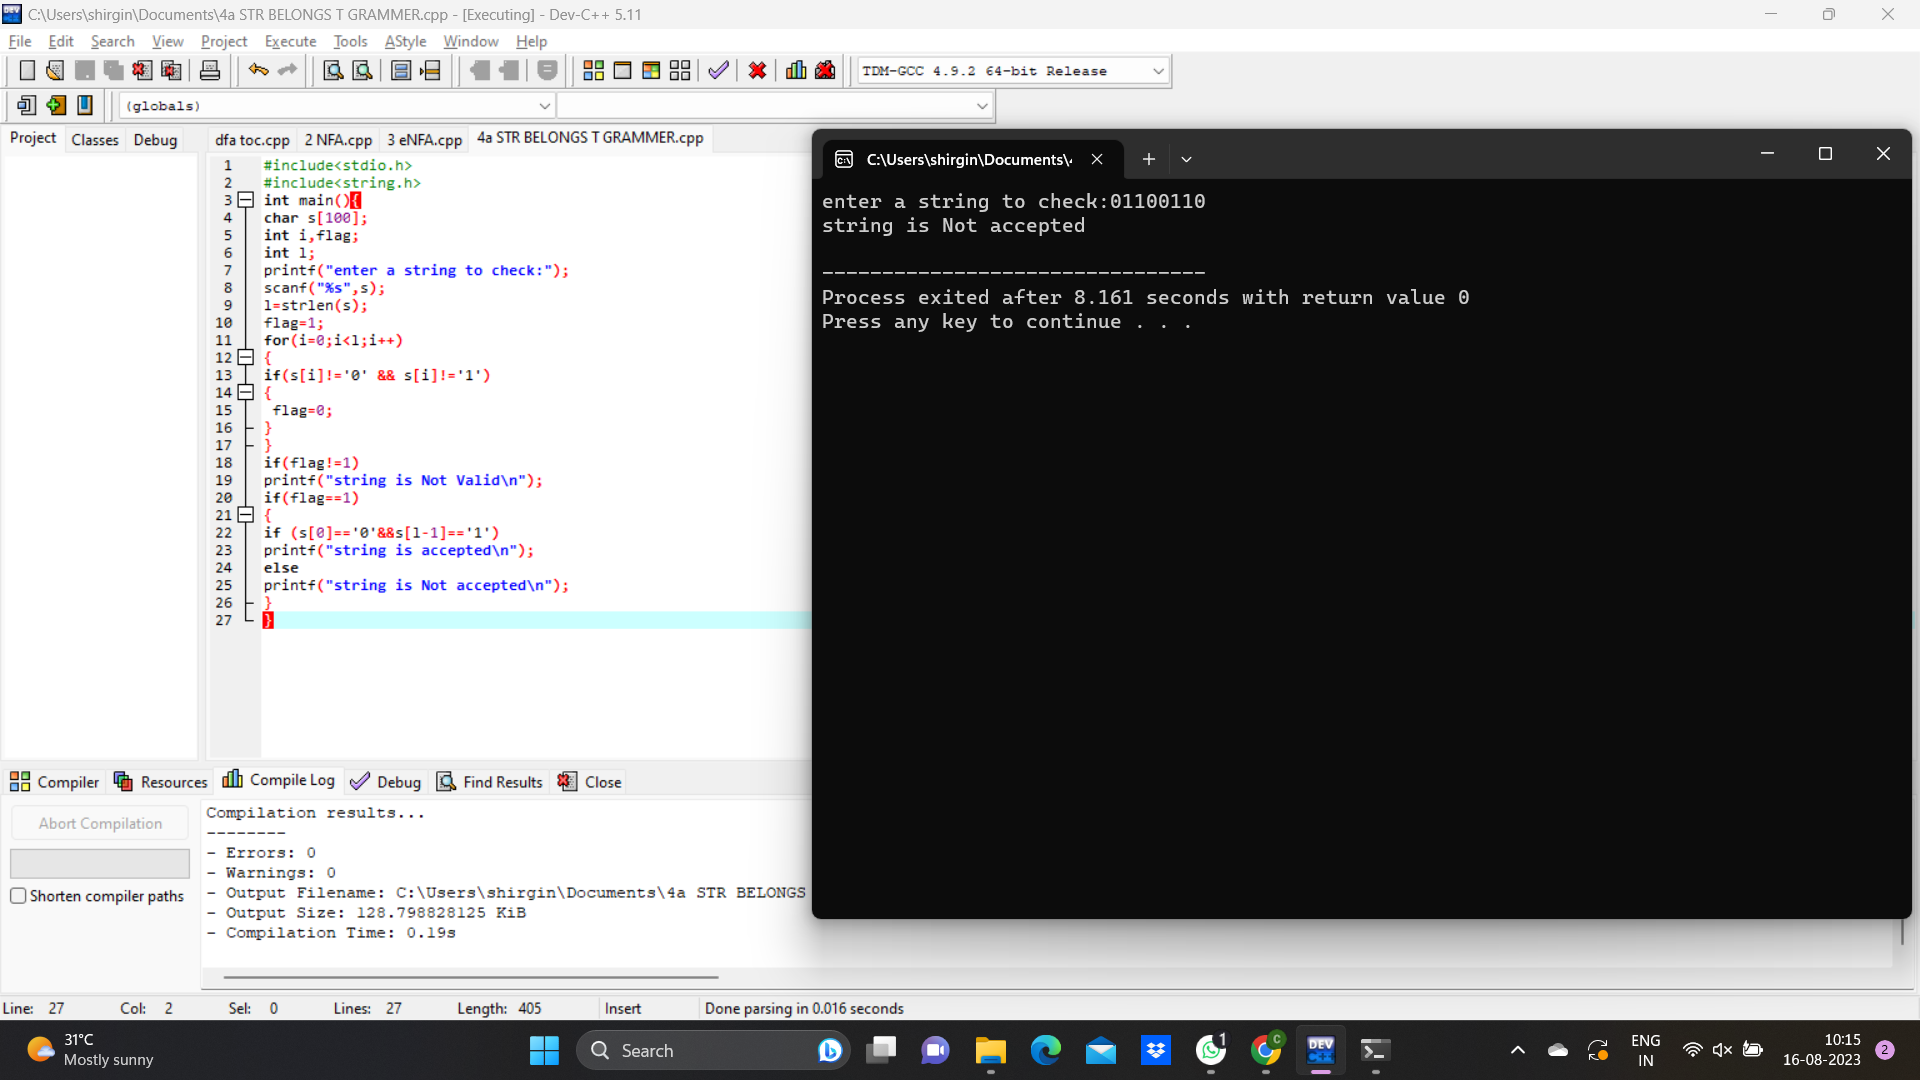 C:\Users\shirgin\Documents\4a STR BELONGS T GRAMMER.cpp - [Executing] - Dev-C++ 5.11
File Edit Search View Project Execute Tools AStyle Window Help
TDM-GCC 4.9.2 64-bit Release
(globals)
Project Classes Debug
dfa toc.cpp 2 NFA.cpp 3 eNFA.cpp 4a STR BELONGS T GRAMMER.cpp
1 #include<stdio.h>
2 #include<string.h>
3 int main(){
4 char s[100];
5 int i,flag;
6 int l;
7 printf("enter a string to check:");
8 scanf("%s",s);
9 l=strlen(s);
10 flag=1;
11 for(i=0;i<l;i++)
12 {
13 if(s[i]!='0' && s[i]!='1')
14 {
15 flag=0;
16 }
17 }
18 if(flag!=1)
19 printf("string is Not Valid\n");
20 if(flag==1)
21 {
22 if (s[0]=='0'&&s[l-1]=='1')
23 printf("string is accepted\n");
24 else
25 printf("string is Not accepted\n");
26 }
27 }
C:\Users\shirgin\Documents\
enter a string to check:01100110
string is Not accepted
--------------------------------
Process exited after 8.161 seconds with return value 0
Press any key to continue . . .
Compiler Resources Compile Log Debug Find Results Close
Abort Compilation
Shorten compiler paths
Compilation results...
--------
- Errors: 0
- Warnings: 0
- Output Filename: C:\Users\shirgin\Documents\4a STR BELONGS
- Output Size: 128.798828125 KiB
- Compilation Time: 0.19s
Line: 27 Col: 2 Sel: 0 Lines: 27 Length: 405 Insert Done parsing in 0.016 seconds
31°C
Mostly sunny
Search
1
C
DEV
ENG
IN
10:15
16-08-2023
2